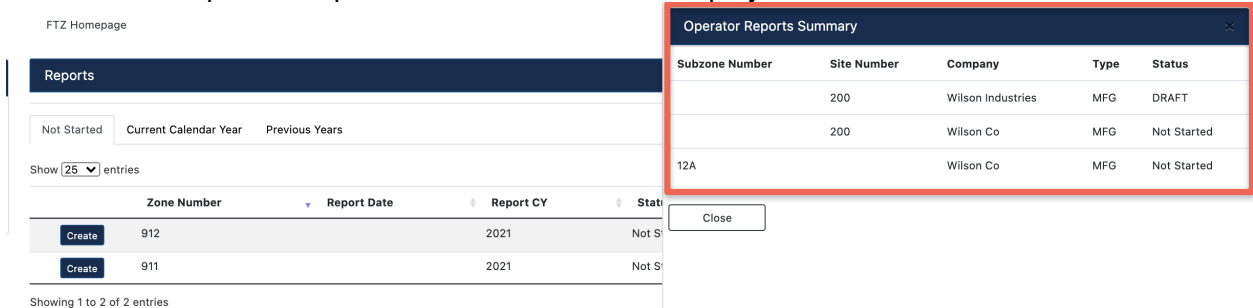 FTZ Homepage
Reports
Not Started Current Calendar Year Previous Years
Show 25 entries
Zone Number Report Date Report CY
Create 912 2021 Not
Create 911 2021 Not
Showing 1 to 2 of 2 entries
Operator Reports Summary ×
Subzone Number Site Number Company Type Status
200 Wilson Industries MFG DRAFT
200 Wilson Co MFG Not Started
12A Wilson Co MFG Not Started
Close